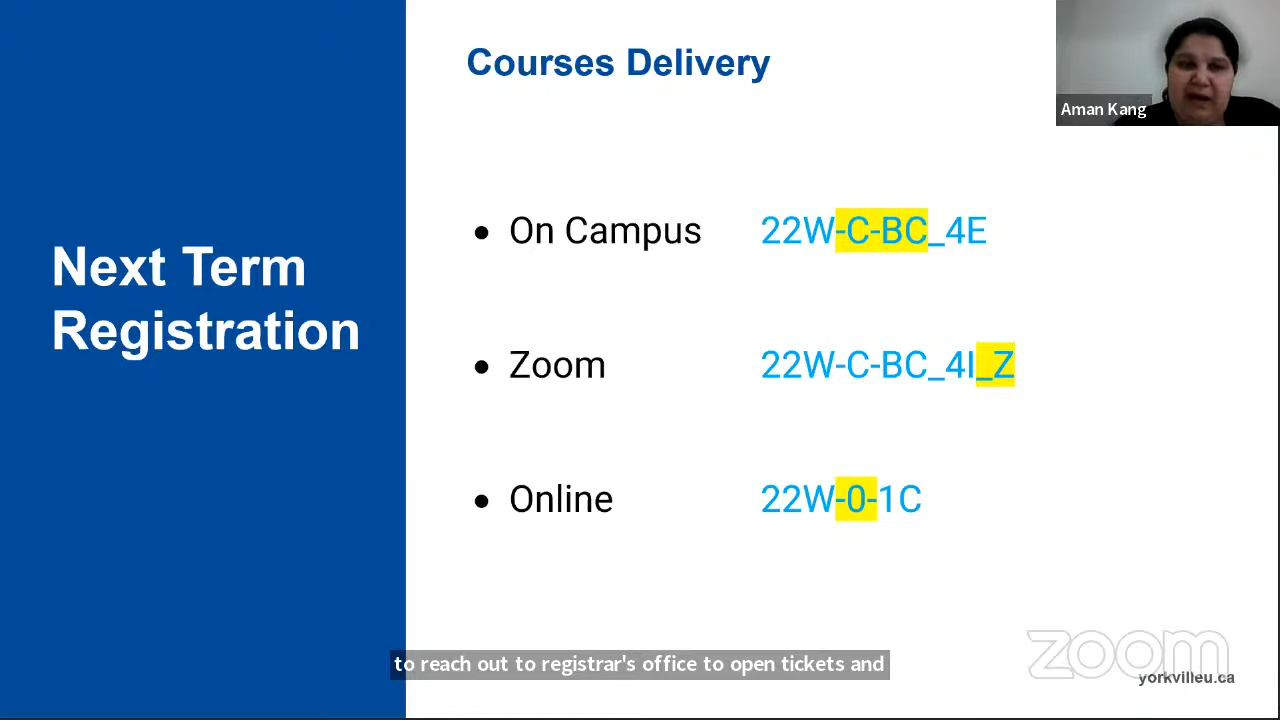 Courses Delivery
Aman Kang
Next Term
Registration
• On Campus 22W-C-BC_4E
• Zoom 22W-C-BC_4I_Z
• Online 22W-0-1C
to reach out to registrar's office to open tickets and
zoom
yorkvilleu.ca